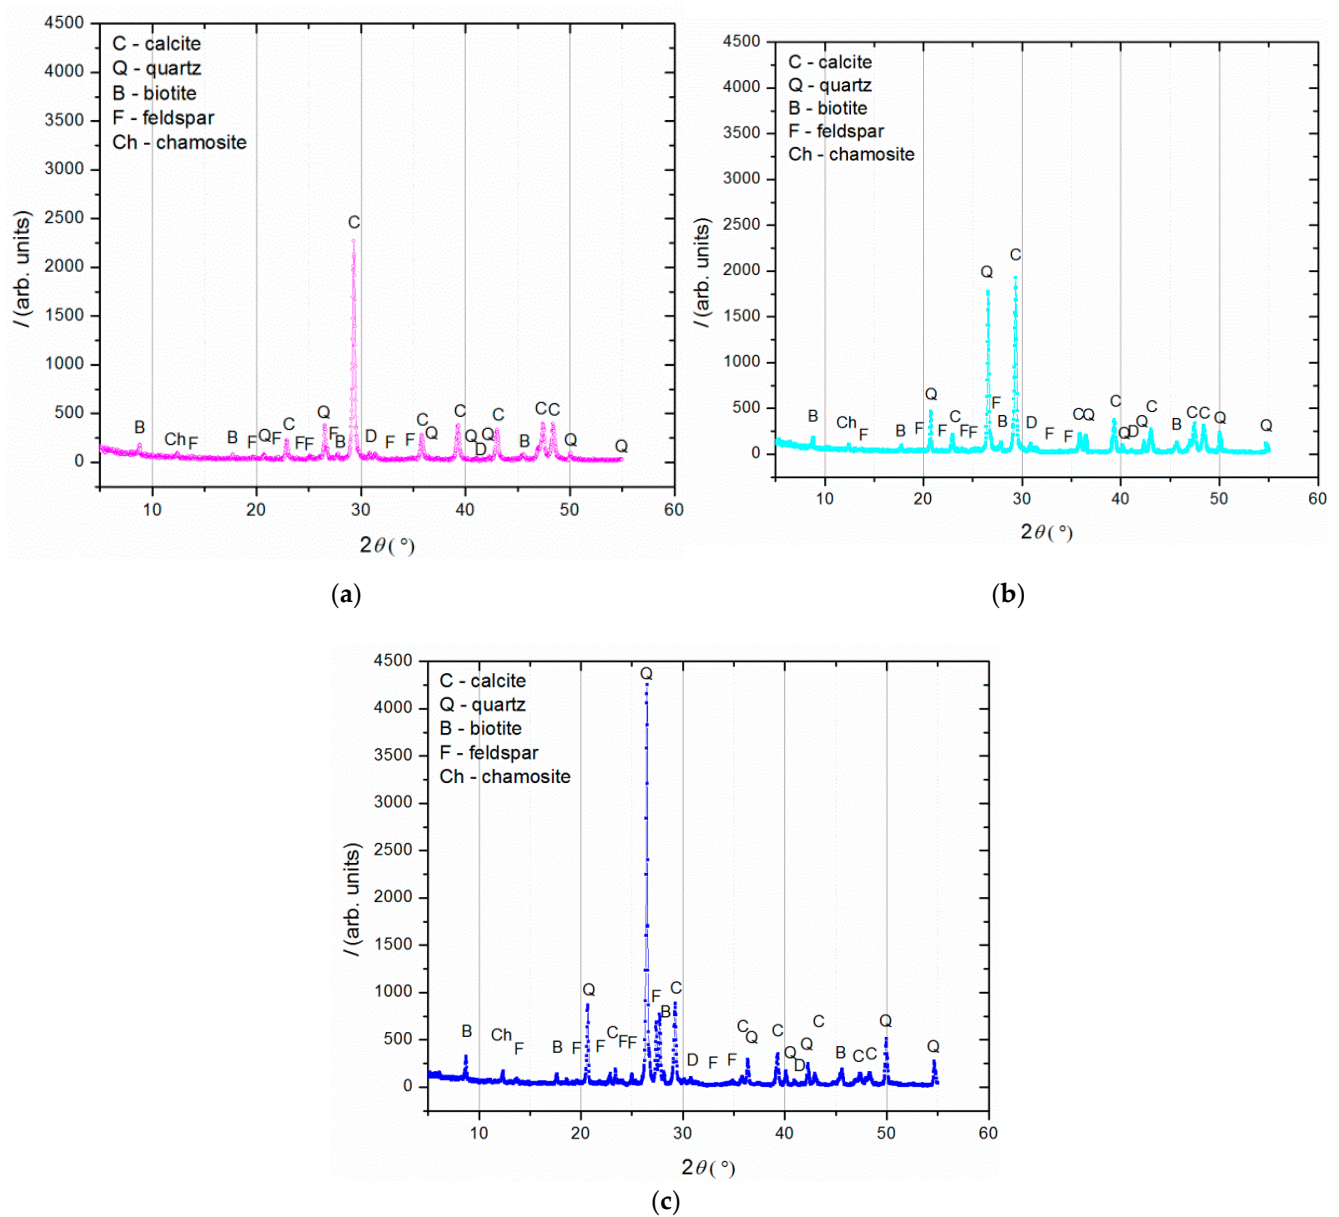 4500
4000
3500
3000
2500
2000
1500
1000
500
0
I (arb. units)
C - calcite
Q - quartz
B - biotite
F - feldspar
Ch - chamosite
C
B Ch F B F Q F C F F Q F B D F F C Q C Q D Q C B C C Q Q
10 20 30 40 50 60
2θ (°)
(a)
4500
4000
3500
3000
2500
2000
1500
1000
500
0
I (arb. units)
C - calcite
Q - quartz
B - biotite
F - feldspar
Ch - chamosite
B Ch F B F Q F C F F Q F B C D F F C Q C Q D Q C B C C Q Q
10 20 30 40 50 60
2θ (°)
(b)
4500
4000
3500
3000
2500
2000
1500
1000
500
0
I (arb. units)
C - calcite
Q - quartz
B - biotite
F - feldspar
Ch - chamosite
B Ch F B F Q F C F F Q F B C D F F C Q C Q D Q C B C C Q Q
10 20 30 40 50 60
2θ (°)
(c)